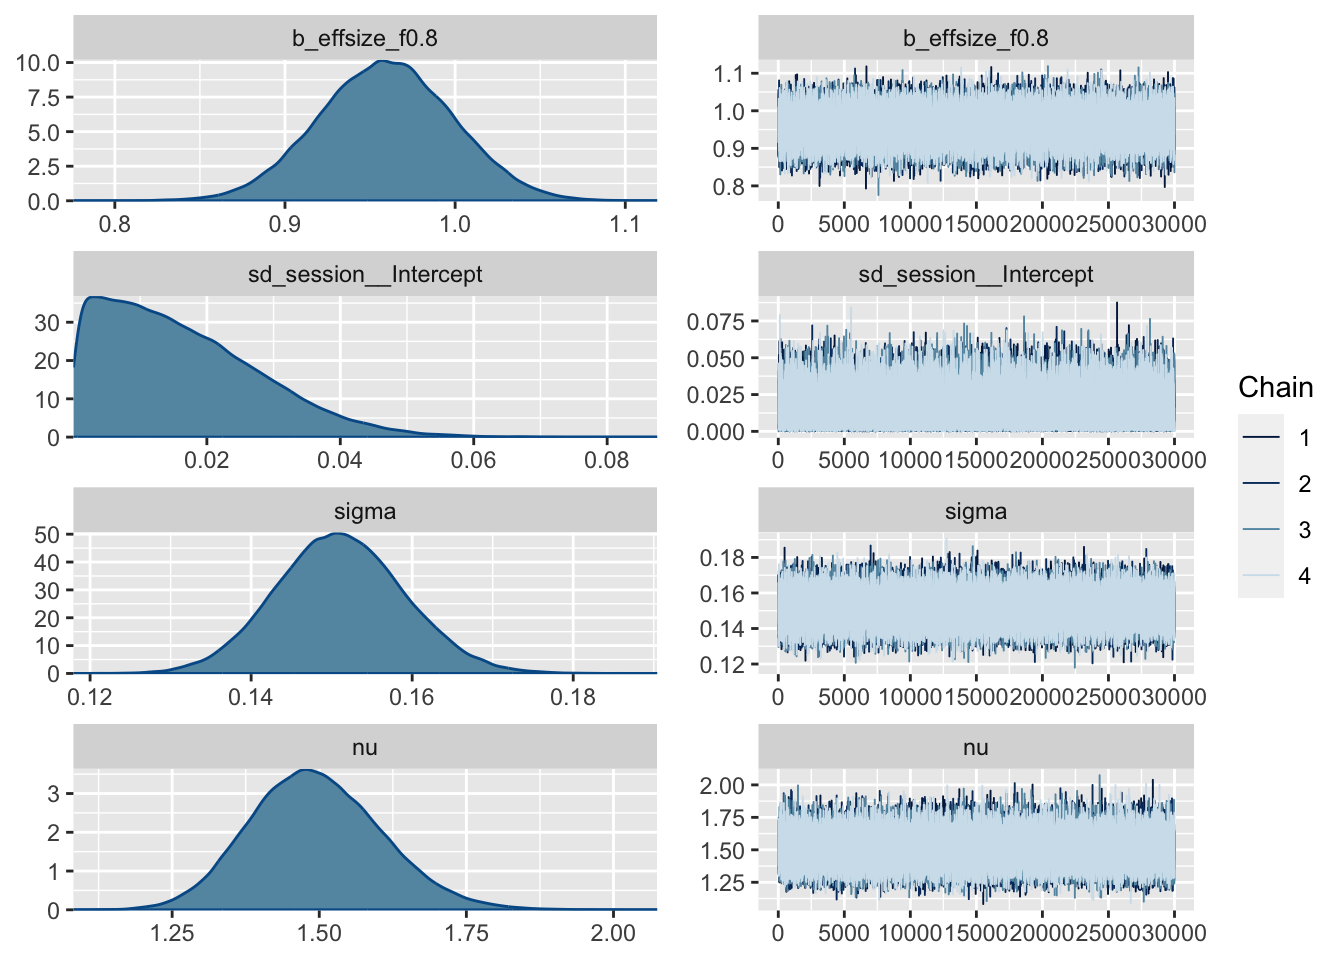 b_effsize_f0.8
b_effsize_f0.8
10.0
7.5
5.0
2.5
0.0
0.8 0.9 1.0 1.1
1.1
1.0
0.9
0.8
0 5000 10000 15000 20000 25000 30000
sd_session__Intercept
sd_session__Intercept
30
20
10
0
0.02 0.04 0.06 0.08
0.075
0.050
0.025
0.000
0 5000 10000 15000 20000 25000 30000
Chain
1
2
3
4
sigma
sigma
50
40
30
20
10
0
0.12 0.14 0.16 0.18
0.18
0.16
0.14
0.12
0 5000 10000 15000 20000 25000 30000
nu
nu
3
2
1
0
1.25 1.50 1.75 2.00
2.00
1.75
1.50
1.25
0 5000 10000 15000 20000 25000 30000